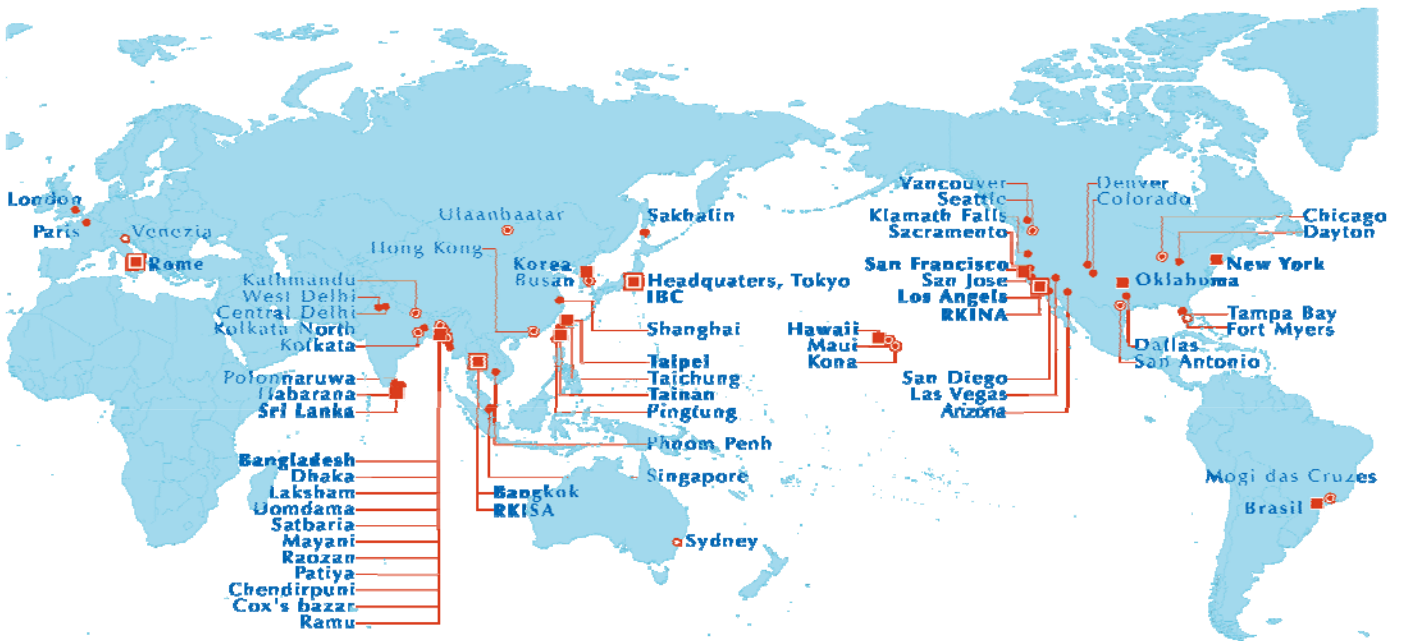 London
Paris
Venezia
Rome
Ulaanbaatar
Hong Kong
Kathmandu
West Delhi
Central Delhi
Kolkata North
Kolkata
Polonnaruwa
Habarana
Sri Lanka
Bangladesh
Dhaka
Laksham
Domdama
Satbaria
Mayani
Raozan
Patiya
Chendirpuni
Cox's bazar
Ramu
Sakhalin
Korea
Busan
Headquaters, Tokyo
IBC
Shanghai
Taipei
Taichung
Tainan
Pingtung
Phnom Penh
Singapore
Bangkok
RKISA
Sydney
Hawaii
Maui
Kona
Vancouver
Seattle
Klamath Falls
Sacramento
San Francisco
San Jose
Los Angels
RKINA
San Diego
Las Vegas
Arizona
Denver
Colorado
Chicago
Dayton
New York
Oklahoma
Tampa Bay
Fort Myers
Dallas
San Antonio
Mogi das Cruzes
Brasil